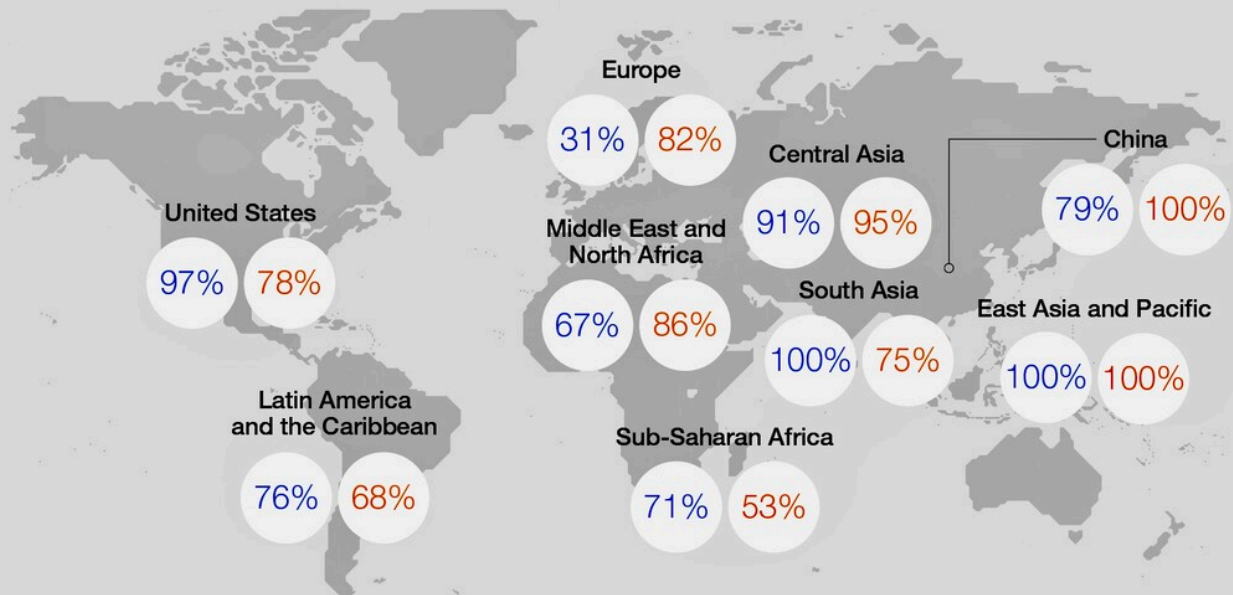 Europe
31% 82%
Central Asia
91% 95%
China
79% 100%
United States
97% 78%
Middle East and
North Africa
67% 86%
South Asia
100% 75%
East Asia and Pacific
100% 100%
Latin America
and the Caribbean
76% 68%
Sub-Saharan Africa
71% 53%